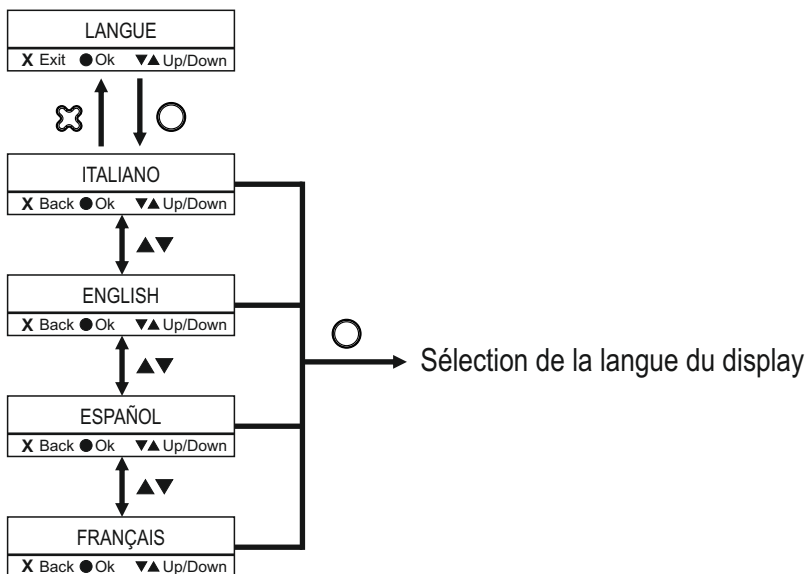 LANGUE
X Exit ●Ok ▼▲Up/Down
ITALIANO
X Back ●Ok ▼▲Up/Down
▲▼
ENGLISH
X Back ●Ok ▼▲Up/Down
▲▼
Sélection de la langue du display
ESPAÑOL
X Back ●Ok ▼▲Up/Down
▲▼
FRANÇAIS
X Back ●Ok ▼▲Up/Down